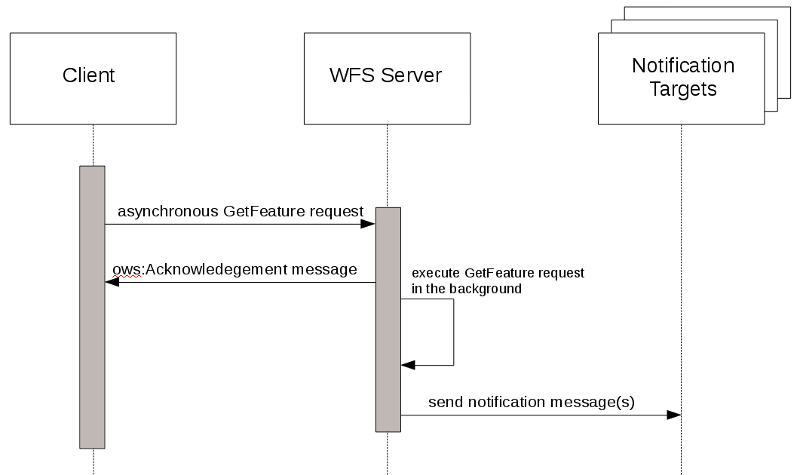 Client
WFS Server
Notification
Targets
asynchronous GetFeature request
ows:Acknowledegement message
execute GetFeature request
in the background
send notification message(s)